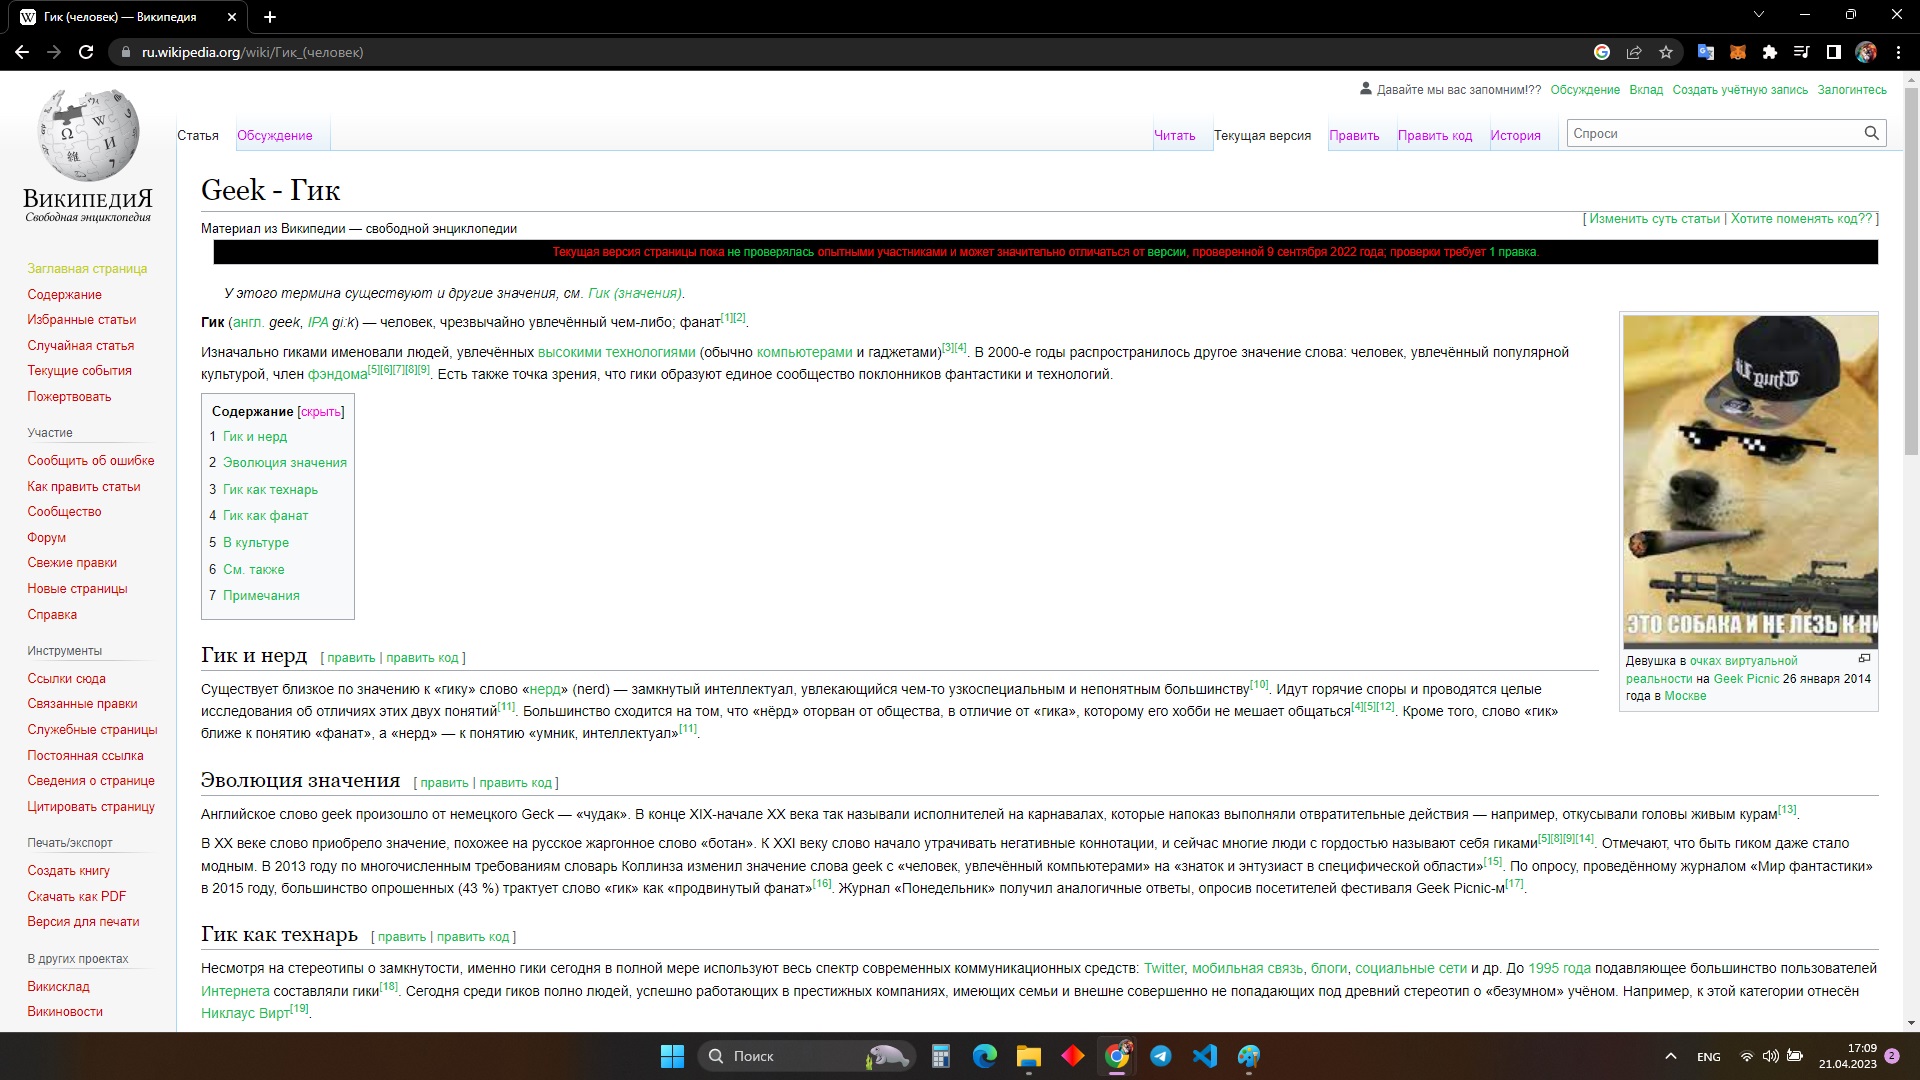 Гик (человек) — Википедия
ru.wikipedia.org/wiki/Гик_(человек)
Давайте мы вас запомним!?? Обсуждение Вклад Создать учётную запись Залогинтесь
Статья Обсуждение Читать Текущая версия Править Править код История Спроси
ВикипедиЯ
Свободная энциклопедия
Geek - Гик
[ Изменить суть статьи | Хотите поменять код?? ]
Материал из Википедии — свободной энциклопедии
Текущая версия страницы пока не проверялась опытными участниками и может значительно отличаться от версии, проверенной 9 сентября 2022 года; проверки требует 1 правка.
У этого термина существуют и другие значения, см. Гик (значения).
Гик (англ. geek, IPA gi:k) — человек, чрезвычайно увлечённый чем-либо; фанат[1][2].
Изначально гиками именовали людей, увлечённых высокими технологиями (обычно компьютерами и гаджетами)[3][4]. В 2000-е годы распространилось другое значение слова: человек, увлечённый популярной
культурой, член фэндома[5][6][7][8][9]. Есть также точка зрения, что гики образуют единое сообщество поклонников фантастики и технологий.
Содержание [скрыть]
1 Гик и нерд
2 Эволюция значения
3 Гик как технарь
4 Гик как фанат
5 В культуре
6 См. также
7 Примечания
Thug life
ЭТО СОБАКА И НЕ ЛЕЗЬ К
Девушка в очках виртуальной
реальности на Geek Picnic 26 января 2014
года в Москве
Гик и нерд [ править | править код ]
Существует близкое по значению к «гику» слово «нерд» (nerd) — замкнутый интеллектуал, увлекающийся чем-то узкоспециальным и непонятным большинству[10]. Идут горячие споры и проводятся целые
исследования об отличиях этих двух понятий[11]. Большинство сходится на том, что «нёрд» оторван от общества, в отличие от «гика», которому его хобби не мешает общаться[4][5][12]. Кроме того, слово «гик»
ближе к понятию «фанат», а «нерд» — к понятию «умник, интеллектуал»[11].
Эволюция значения [ править | править код ]
Английское слово geek произошло от немецкого Geck — «чудак». В конце XIX-начале XX века так называли исполнителей на карнавалах, которые напоказ выполняли отвратительные действия — например, откусывали головы живым курам[13].
В XX веке слово приобрело значение, похожее на русское жаргонное слово «ботан». К XXI веку слово начало утрачивать негативные коннотации, и сейчас многие люди с гордостью называют себя гиками[5][8][9][14]. Отмечают, что быть гиком даже стало
модным. В 2013 году по многочисленным требованиям словарь Коллинза изменил значение слова geek с «человек, увлечённый компьютерами» на «знаток и энтузиаст в специфической области»[15]. По опросу, проведённому журналом «Мир фантастики»
в 2015 году, большинство опрошенных (43 %) трактует слово «гик» как «продвинутый фанат»[16]. Журнал «Понедельник» получил аналогичные ответы, опросив посетителей фестиваля Geek Picnic-м[17].
Гик как технарь [ править | править код ]
Несмотря на стереотипы о замкнутости, именно гики сегодня в полной мере используют весь спектр современных коммуникационных средств: Twitter, мобильная связь, блоги, социальные сети и др. До 1995 года подавляющее большинство пользователей
Интернета составляли гики[18]. Сегодня среди гиков полно людей, успешно работающих в престижных компаниях, имеющих семьи и внешне совершенно не попадающих под древний стереотип о «безумном» учёном. Например, к этой категории отнесён
Никлаус Вирт[19].
Заглавная страница
Содержание
Избранные статьи
Случайная статья
Текущие события
Пожертвовать
Участие
Сообщить об ошибке
Как править статьи
Сообщество
Форум
Свежие правки
Новые страницы
Справка
Инструменты
Ссылки сюда
Связанные правки
Служебные страницы
Постоянная ссылка
Сведения о странице
Цитировать страницу
Печать/экспорт
Создать книгу
Скачать как PDF
Версия для печати
В других проектах
Викисклад
Викиновости
Поиск
ENG
17:09
21.04.2023
2